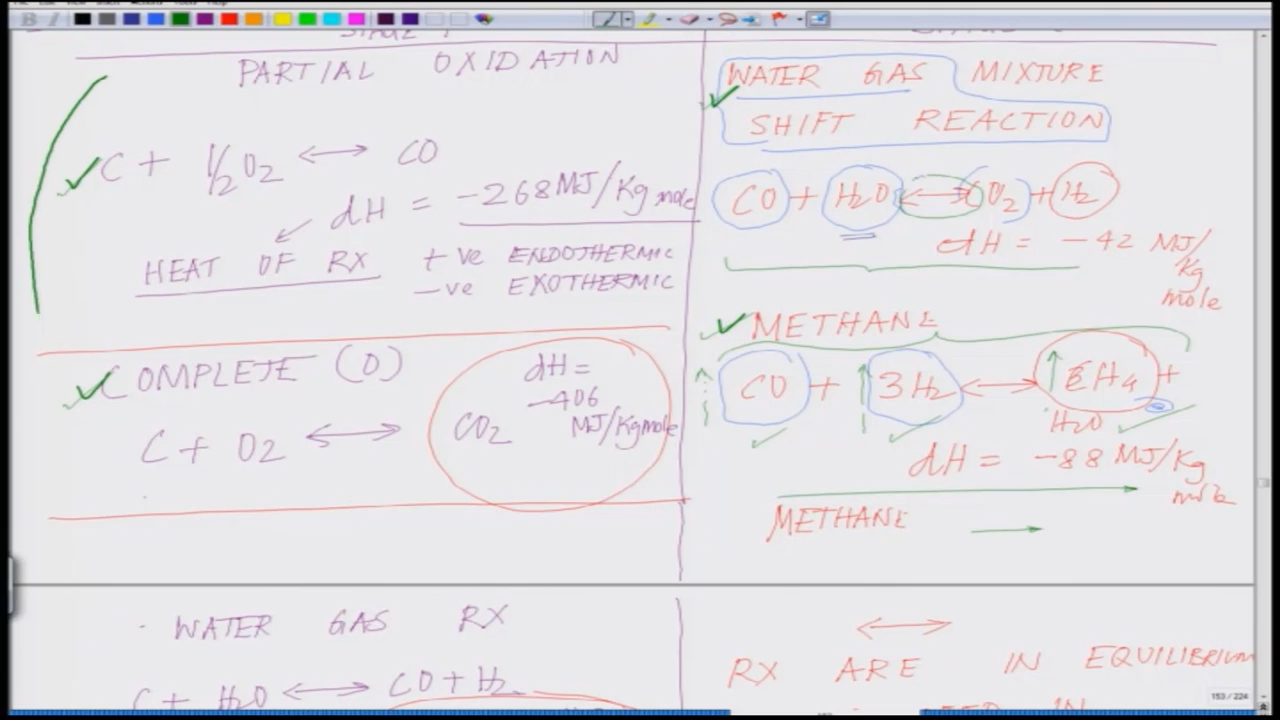 PARTIAL OXIDATION
C + 1/2 O2 ⟷ CO
dH = -268 MJ/Kg mole
HEAT OF RX
+ve ENDOTHERMIC
-ve EXOTHERMIC
COMPLETE (O)
C + O2 ⟷ CO2
dH =
-406
MJ/Kgmole
WATER GAS RX
C + H2O ⟷ CO + H2
WATER GAS MIXTURE
SHIFT REACTION
CO + H2O ⟷ CO2 + H2
dH = -42 MJ/
Kg
mole
METHANE
CO + 3H2 ⟷ CH4 +
H2O
dH = -88 MJ/Kg
mole
METHANE →
⟷
RX ARE IN EQUILIBRIUM
153 / 224